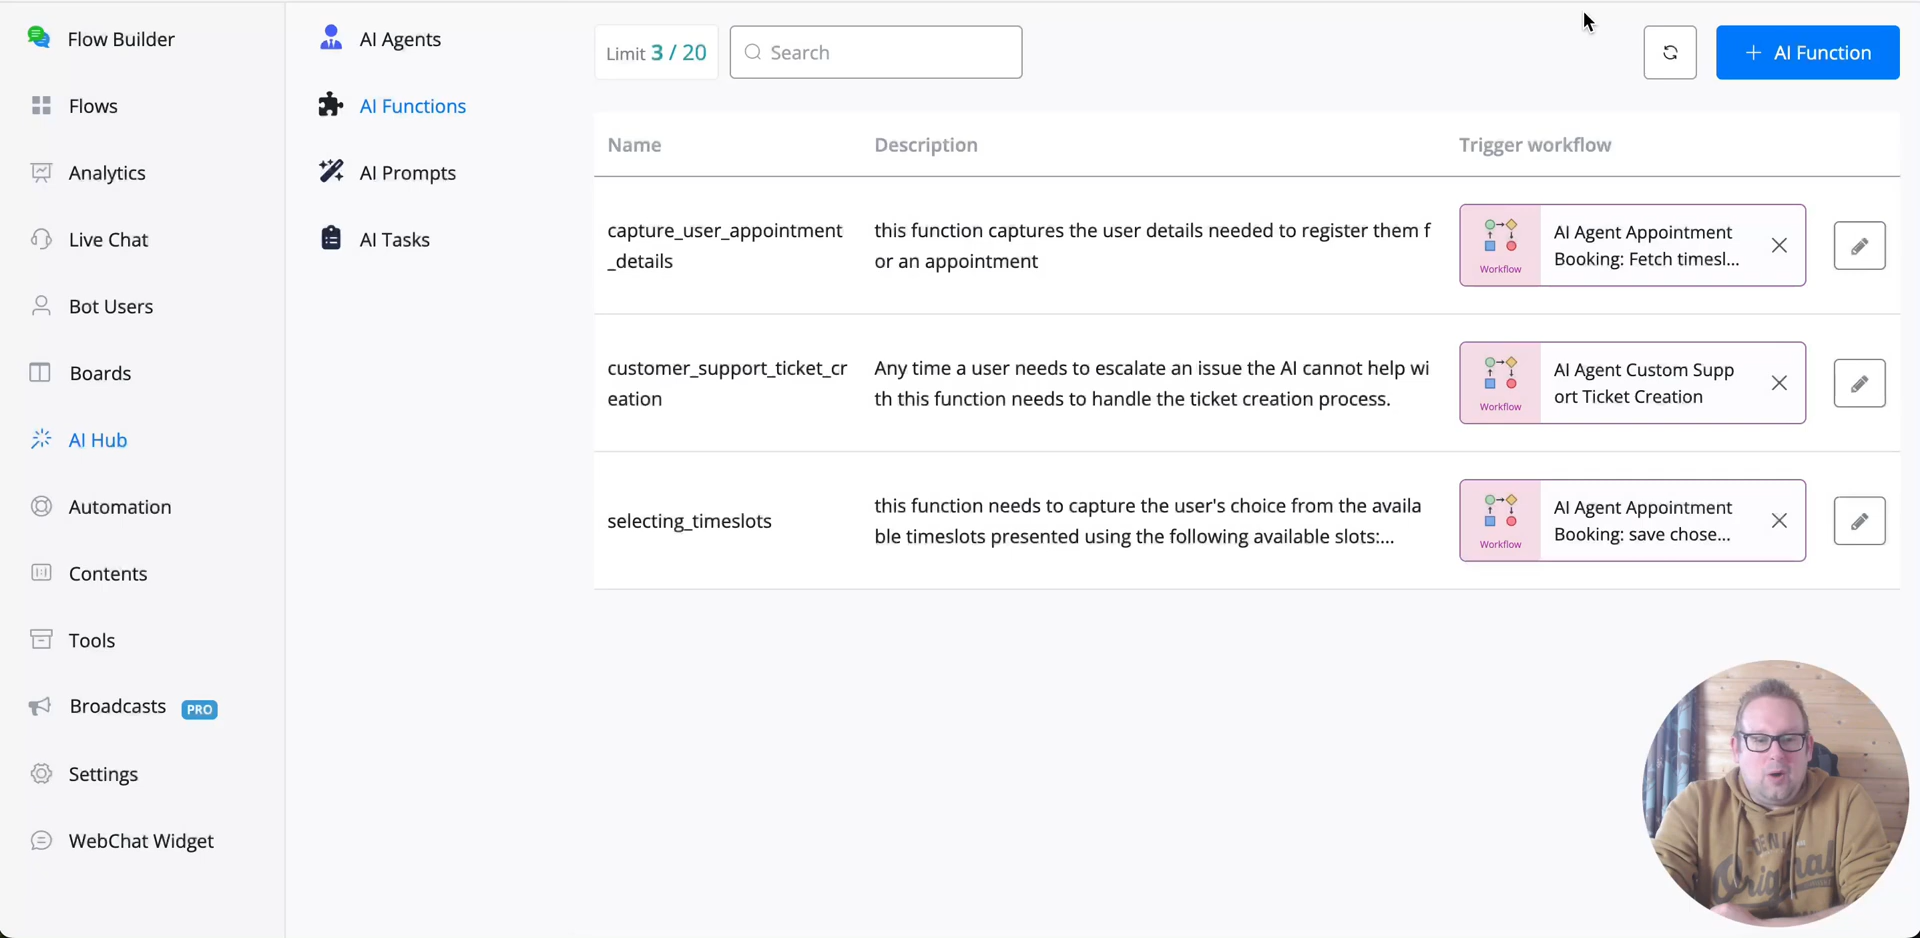 Flow Builder
Flows
Analytics
Live Chat
Bot Users
Boards
AI Hub
Automation
Contents
Tools
Broadcasts PRO
Settings
WebChat Widget
AI Agents
AI Functions
AI Prompts
AI Tasks
Limit 3 / 20
Search
+ AI Function
Name Description Trigger workflow
capture_user_appointment
_details
this function captures the user details needed to register them f
or an appointment
Workflow
AI Agent Appointment
Booking: Fetch timesl...
customer_support_ticket_cr
eation
Any time a user needs to escalate an issue the AI cannot help wi
th this function needs to handle the ticket creation process.
Workflow
AI Agent Custom Supp
ort Ticket Creation
selecting_timeslots
this function needs to capture the user's choice from the availa
ble timeslots presented using the following available slots:...
Workflow
AI Agent Appointment
Booking: save chose...
Original